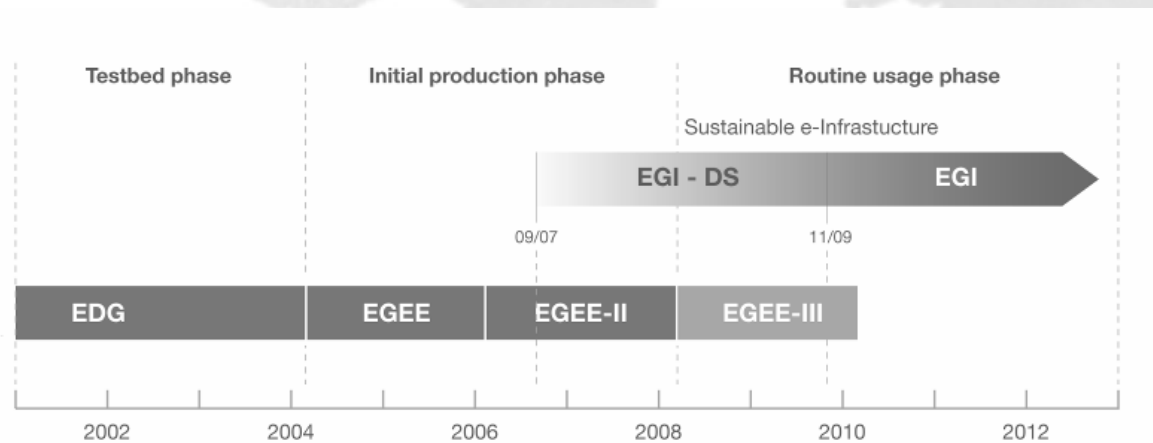 Testbed phase
Initial production phase
Routine usage phase
Sustainable e-Infrastucture
EGI - DS
EGI
09/07
11/09
EDG
EGEE
EGEE-II
EGEE-III
2002
2004
2006
2008
2010
2012